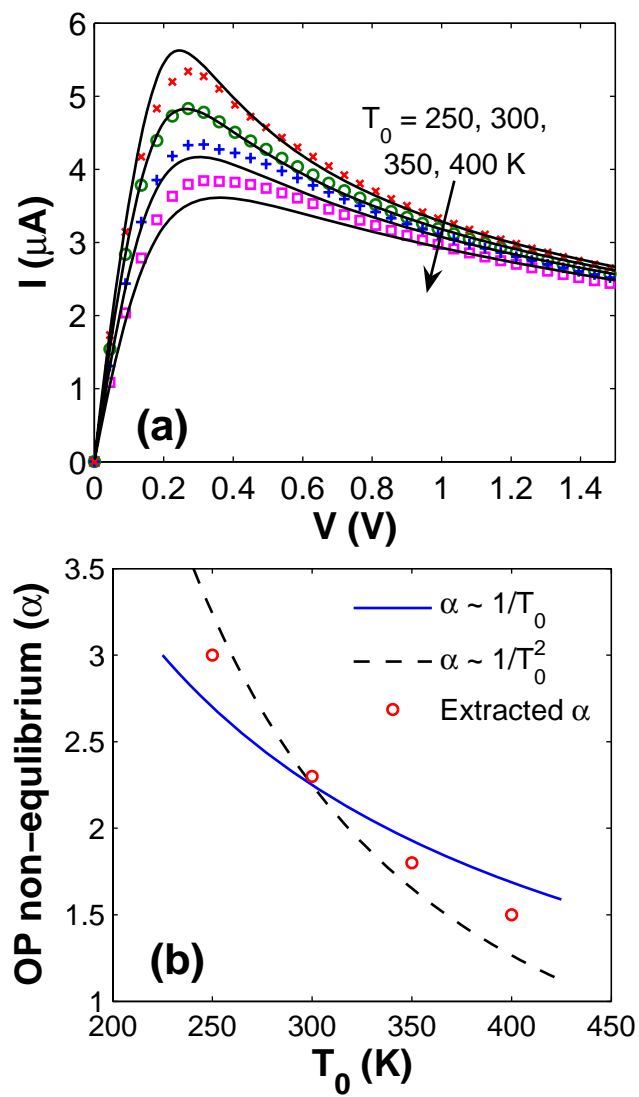 6
5
4
3
2
1
0
I (μA)
T0 = 250, 300,
350, 400 K
(a)
0 0.2 0.4 0.6 0.8 1 1.2 1.4
V (V)
3.5
3
2.5
2
1.5
1
OP non−equlibrium (α)
α ~ 1/T0
α ~ 1/T0^2
Extracted α
(b)
200 250 300 350 400 450
T0 (K)